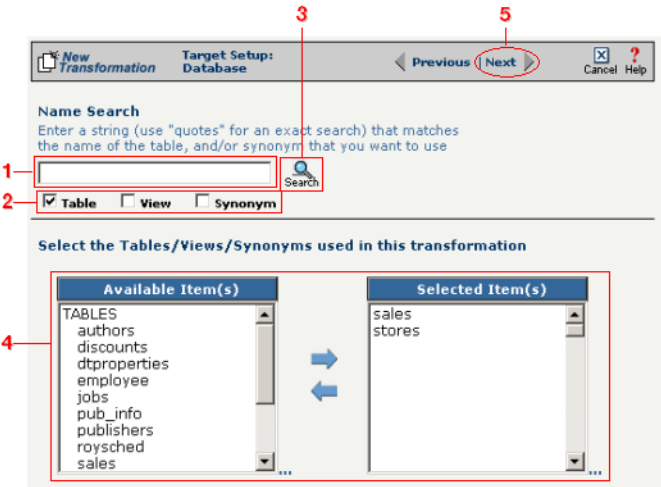 3
5
New Transformation
Target Setup: Database
Previous | Next
Cancel Help
Name Search
Enter a string (use "quotes" for an exact search) that matches
the name of the table, and/or synonym that you want to use
1
Search
2
Table View Synonym
Select the Tables/Views/Synonyms used in this transformation
Available Item(s)
Selected Item(s)
TABLES
authors
discounts
dtproperties
employee
jobs
pub_info
publishers
roysched
sales
...
sales
stores
...
4